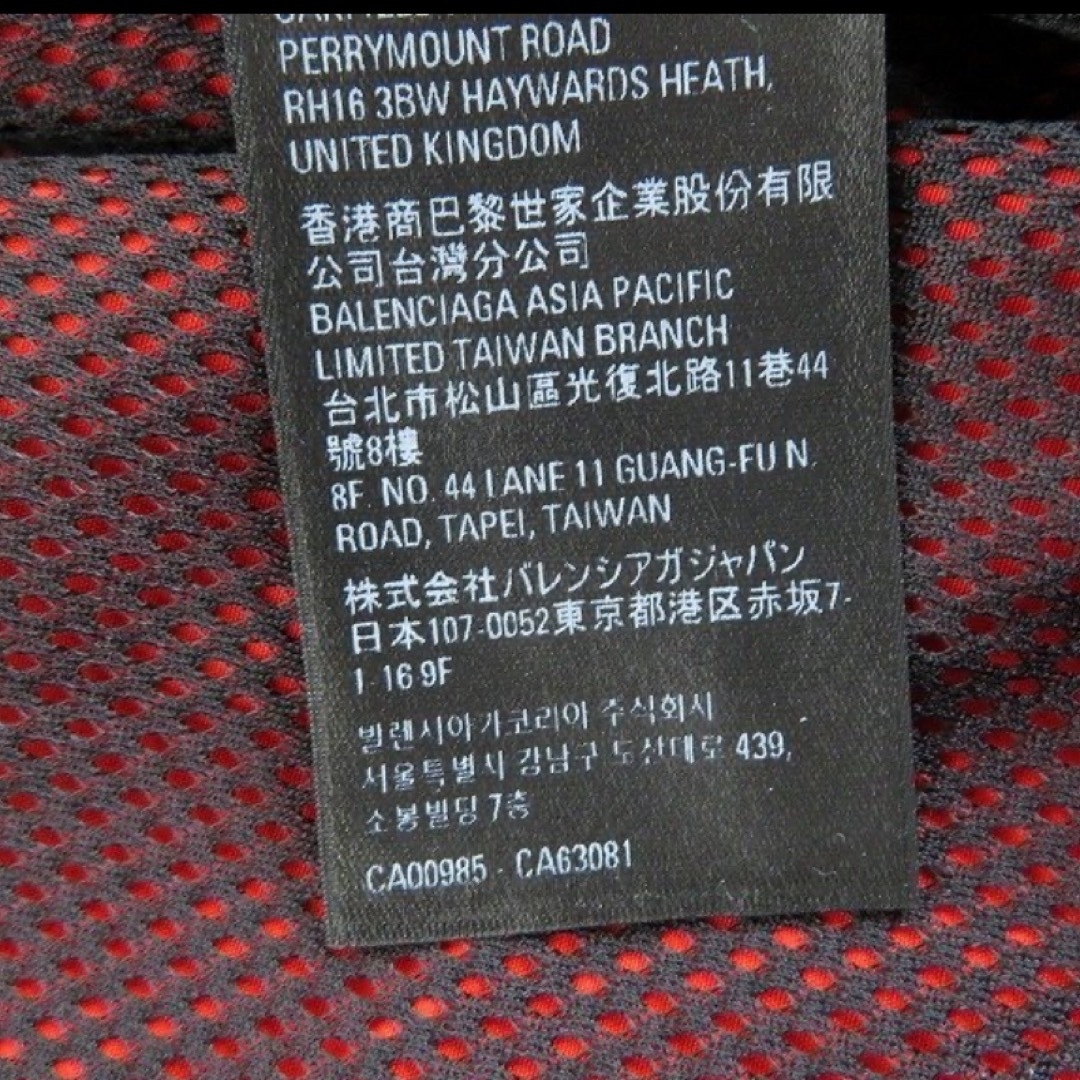 PERRYMOUNT ROAD
RH16 3BW HAYWARDS HEATH,
UNITED KINGDOM
香港商巴黎世家企業股份有限
公司台灣分公司
BALENCIAGA ASIA PACIFIC
LIMITED TAIWAN BRANCH
台北市松山區光復北路11巷44
號8樓
8F. NO. 44 LANE 11 GUANG-FU N.
ROAD, TAPEI, TAIWAN
株式会社バレンシアガジャパン
日本107-0052東京都港区赤坂7-
1-16 9F
발렌시아가코리아 주식회사
서울특별시 강남구 도산대로 439,
소봉빌딩 7층
CA00985 - CA63081